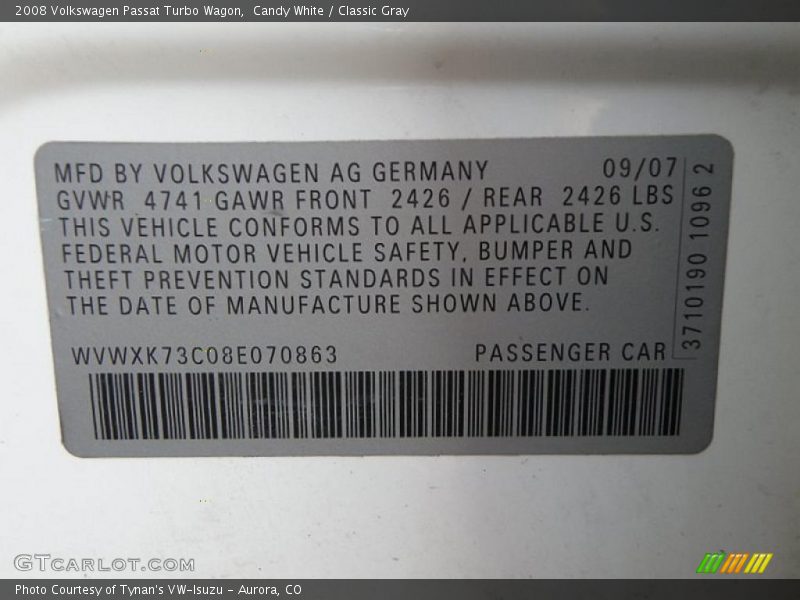 2008 Volkswagen Passat Turbo Wagon,  Candy White / Classic Gray
MFD BY VOLKSWAGEN AG GERMANY 09/07
GVWR 4741 GAWR FRONT 2426 / REAR 2426 LBS
THIS VEHICLE CONFORMS TO ALL APPLICABLE U.S.
FEDERAL MOTOR VEHICLE SAFETY, BUMPER AND
THEFT PREVENTION STANDARDS IN EFFECT ON
THE DATE OF MANUFACTURE SHOWN ABOVE.
WVWXK73C08E070863 PASSENGER CAR
3710190 1096 2
GTcarlot.com
Photo Courtesy of Tynan's VW-Isuzu - Aurora, CO